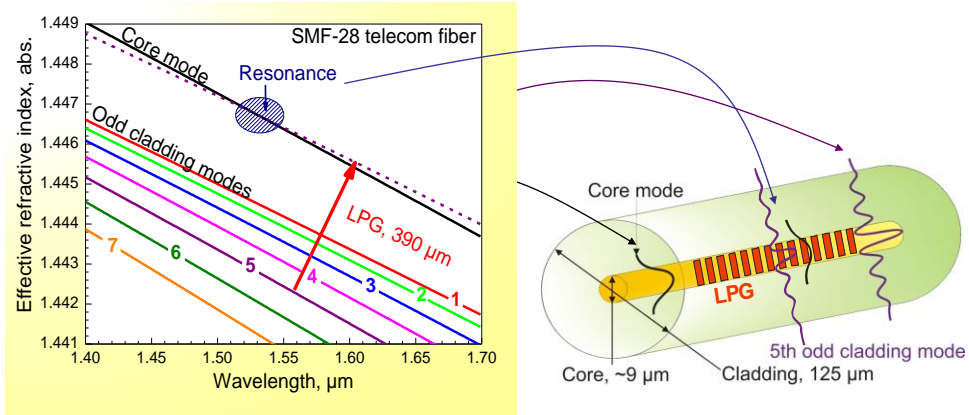 SMF-28 telecom fiber
Core mode
Resonance
Odd cladding modes
LPG, 390 µm
7
6
5
4
3
2
1
Effective refractive index, abs.
1.449
1.448
1.447
1.446
1.445
1.444
1.443
1.442
1.441
1.40
1.45
1.50
1.55
1.60
1.65
1.70
Wavelength, µm
Core mode
LPG
5th odd cladding mode
Core, ~9 µm
Cladding, 125 µm